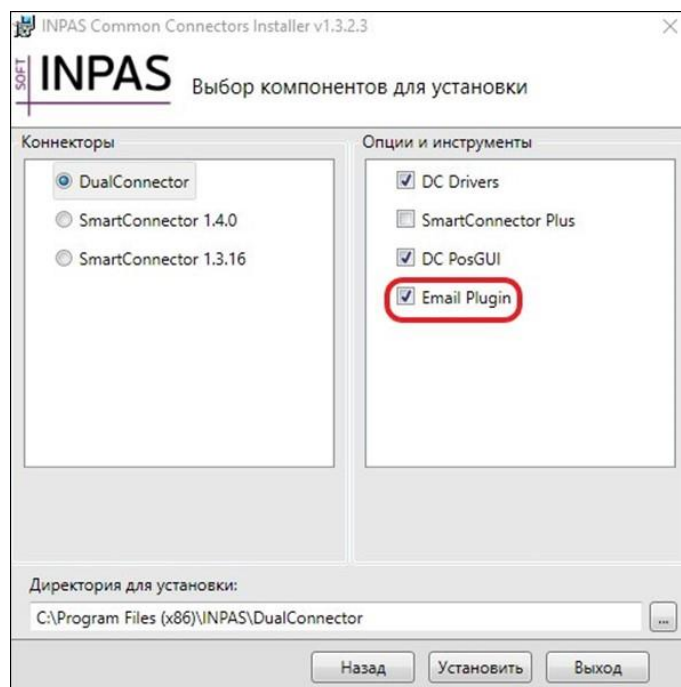 INPAS Common Connectors Installer v1.3.2.3
SOFT
INPAS
Выбор компонентов для установки
Коннекторы
DualConnector
SmartConnector 1.4.0
SmartConnector 1.3.16
Опции и инструменты
DC Drivers
SmartConnector Plus
DC PosGUI
Email Plugin
Директория для установки:
C:\Program Files (x86)\INPAS\DualConnector
...
Назад Установить Выход